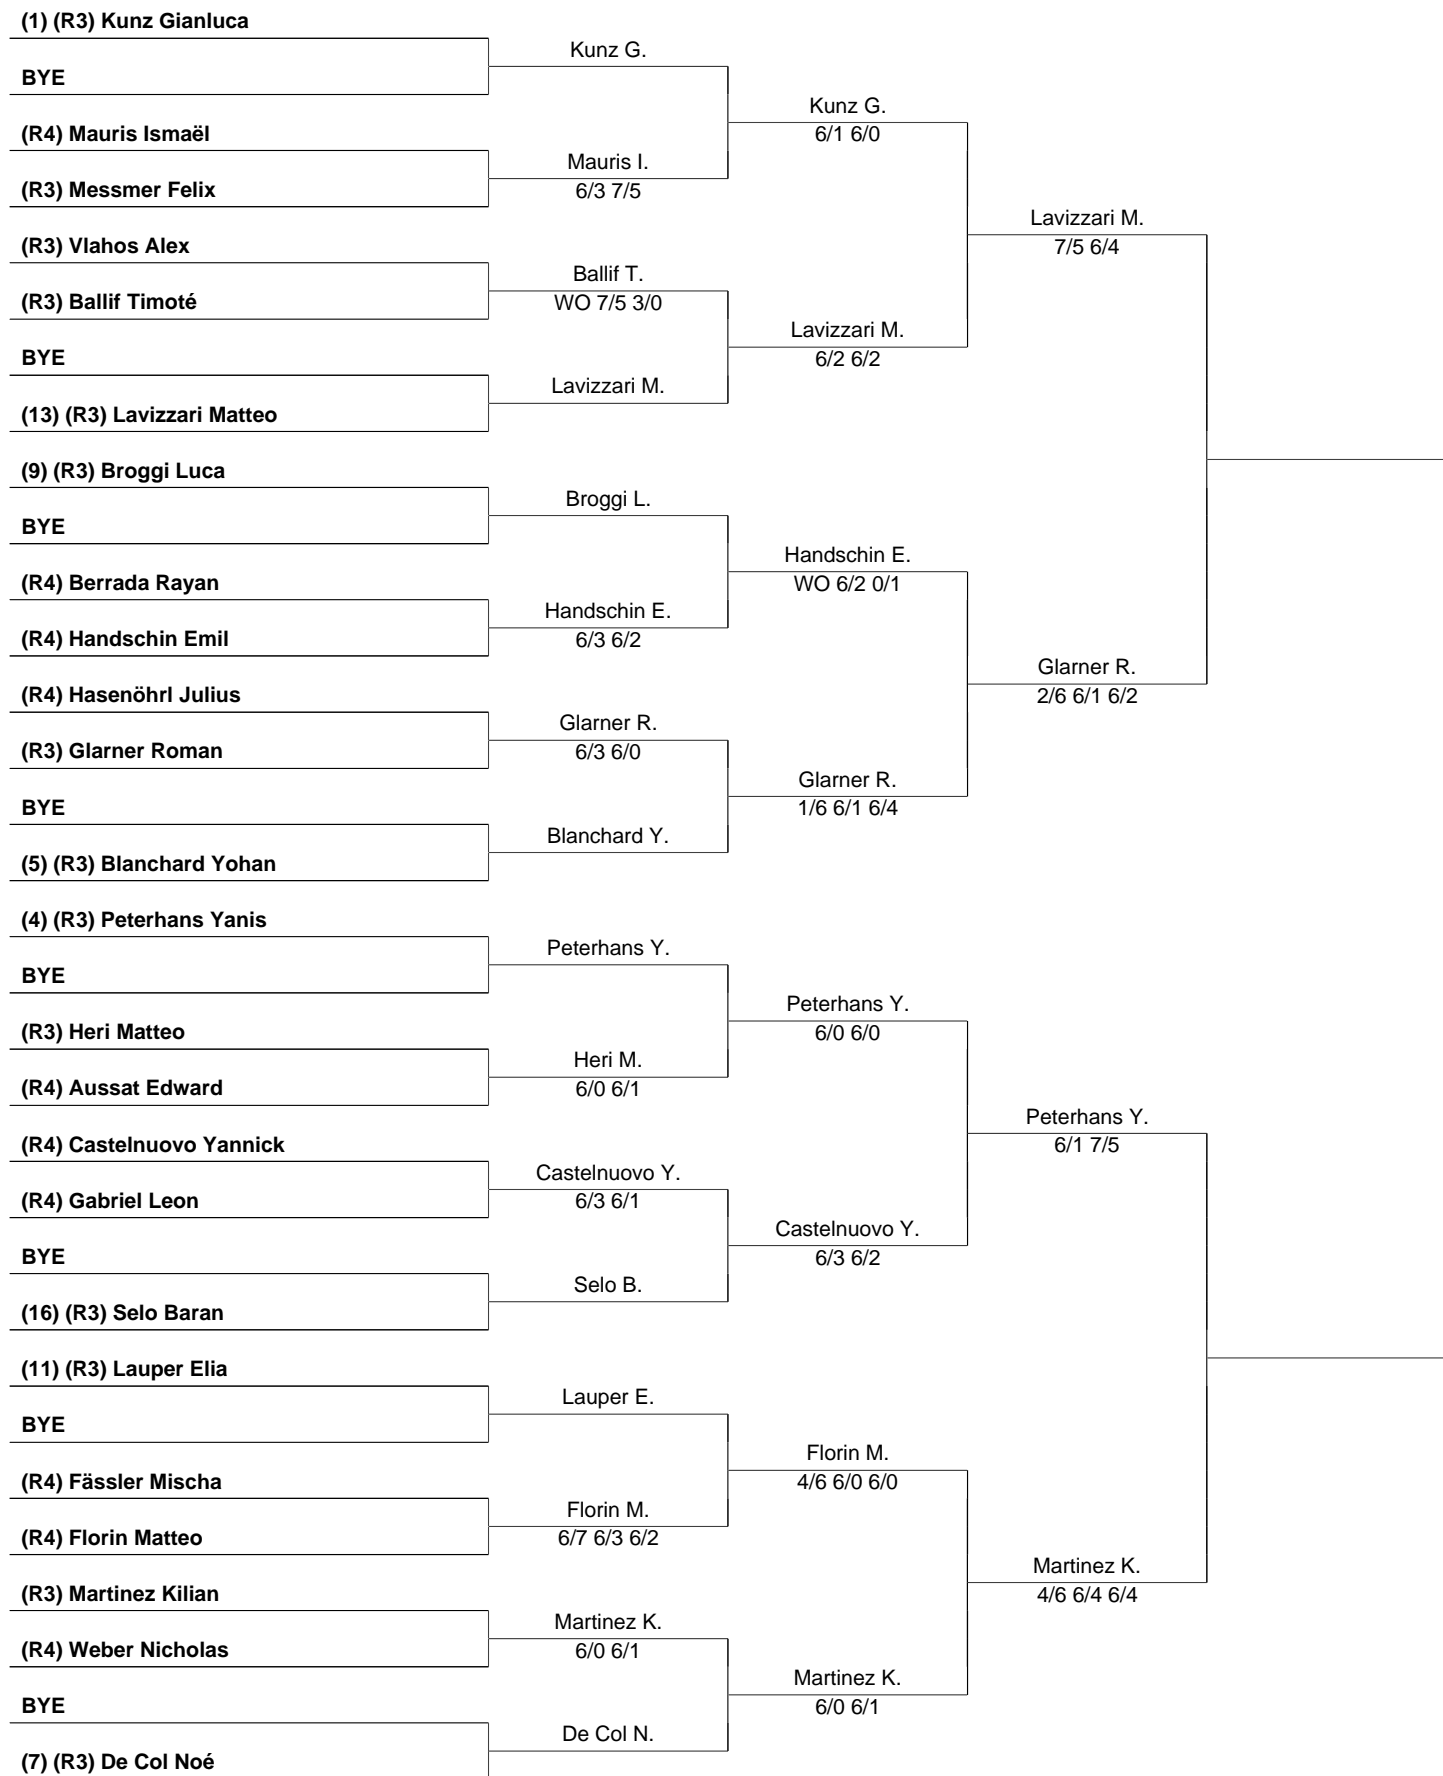 (1) (R3) Kunz Gianluca
Kunz G.
BYE
Kunz G.
6/1 6/0
(R4) Mauris Ismaël
Mauris I.
6/3 7/5
(R3) Messmer Felix
Lavizzari M.
7/5 6/4
(R3) Vlahos Alex
Ballif T.
WO 7/5 3/0
(R3) Ballif Timoté
Lavizzari M.
6/2 6/2
BYE
Lavizzari M.
(13) (R3) Lavizzari Matteo
(9) (R3) Broggi Luca
Broggi L.
BYE
Handschin E.
WO 6/2 0/1
(R4) Berrada Rayan
Handschin E.
6/3 6/2
(R4) Handschin Emil
Glarner R.
2/6 6/1 6/2
(R4) Hasenöhrl Julius
Glarner R.
6/3 6/0
(R3) Glarner Roman
Glarner R.
1/6 6/1 6/4
BYE
Blanchard Y.
(5) (R3) Blanchard Yohan
(4) (R3) Peterhans Yanis
Peterhans Y.
BYE
Peterhans Y.
6/0 6/0
(R3) Heri Matteo
Heri M.
6/0 6/1
(R4) Aussat Edward
Peterhans Y.
6/1 7/5
(R4) Castelnuovo Yannick
Castelnuovo Y.
6/3 6/1
(R4) Gabriel Leon
Castelnuovo Y.
6/3 6/2
BYE
Selo B.
(16) (R3) Selo Baran
(11) (R3) Lauper Elia
Lauper E.
BYE
Florin M.
4/6 6/0 6/0
(R4) Fässler Mischa
Florin M.
6/7 6/3 6/2
(R4) Florin Matteo
Martinez K.
4/6 6/4 6/4
(R3) Martinez Kilian
Martinez K.
6/0 6/1
(R4) Weber Nicholas
Martinez K.
6/0 6/1
BYE
De Col N.
(7) (R3) De Col Noé